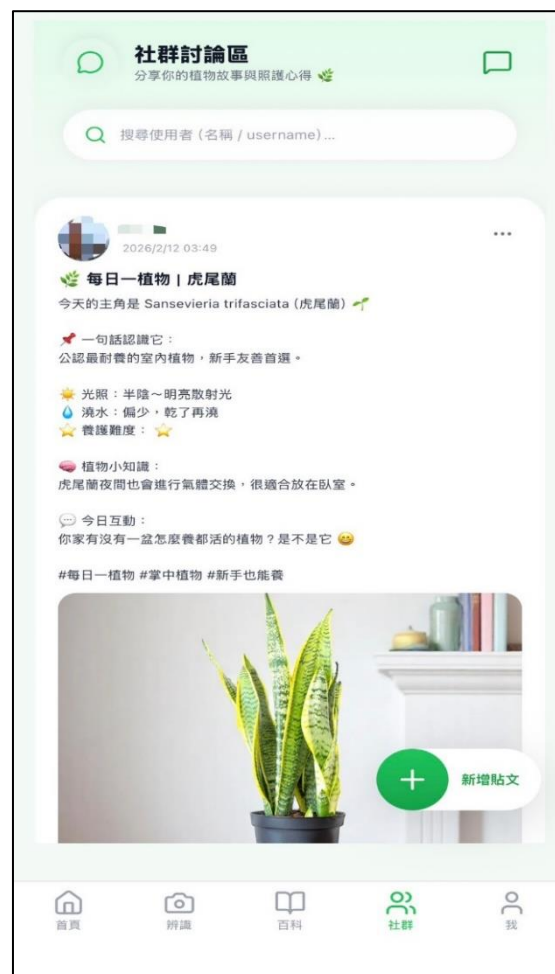 社群討論區
分享你的植物故事與照護心得 🌿
搜尋使用者 (名稱 / username)...
2026/2/12 03:49
🌿 每日一植物 | 虎尾蘭
今天的主角是 Sansevieria trifasciata (虎尾蘭) 🌱
📌 一句話認識它：
公認最耐養的室內植物，新手友善首選。
☀️ 光照：半陰～明亮散射光
💧 澆水：偏少，乾了再澆
⭐ 養護難度：⭐
🧠 植物小知識：
虎尾蘭夜間也會進行氣體交換，很適合放在臥室。
💬 今日互動：
你家有沒有一盆怎麼養都活的植物？是不是它 😄
#每日一植物 #掌中植物 #新手也能養
新增貼文
首頁
辨識
百科
社群
我